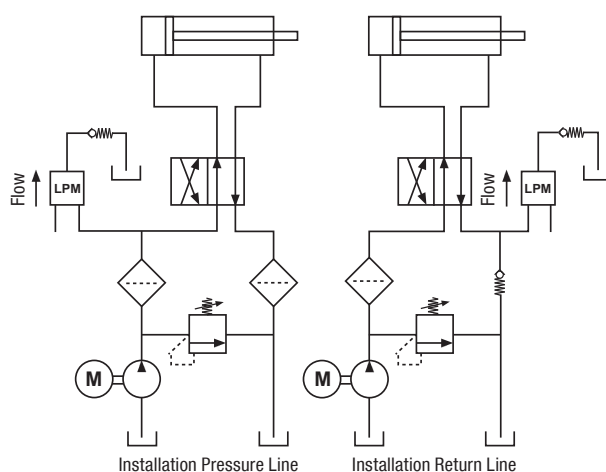 Flow
LPM
Flow
LPM
M
M
Installation Pressure Line
Installation Return Line